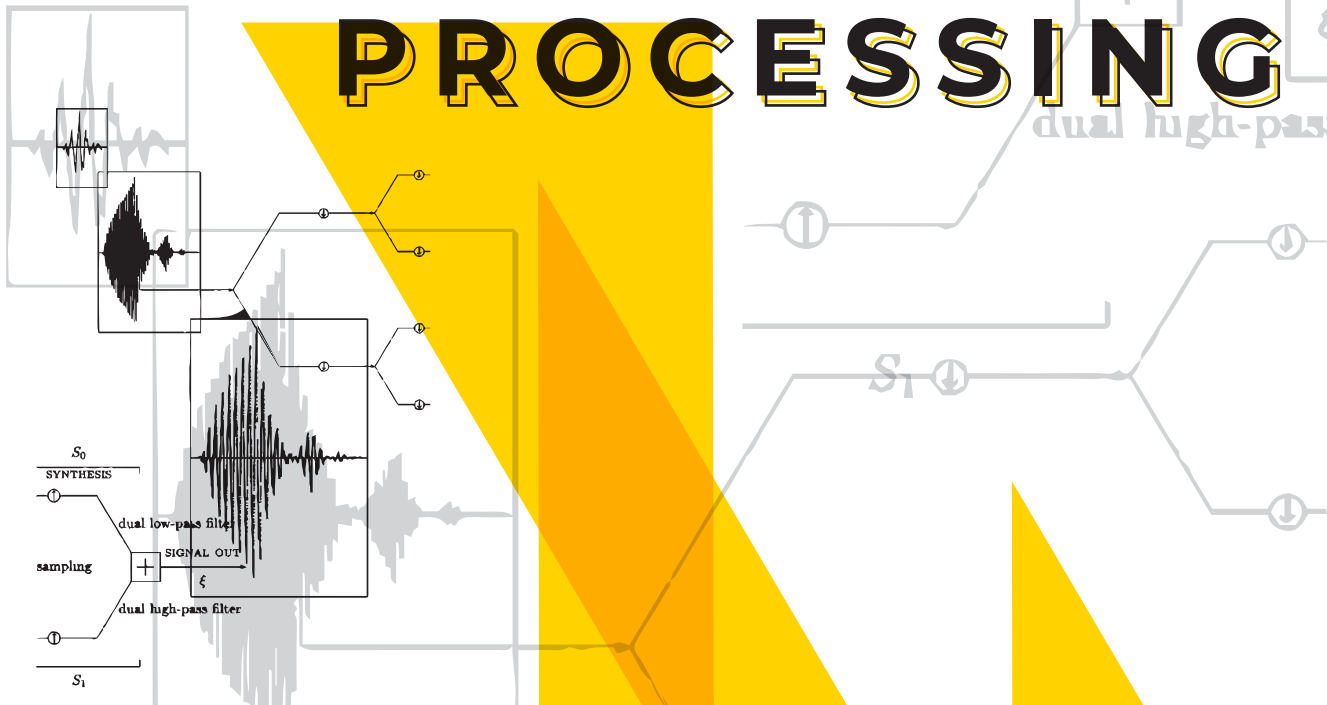 PROCESSING
dual high-pass
S₁
S₀
SYNTHESIS
dual low-pass filter
SIGNAL OUT
sampling
ξ
dual high-pass filter
S₁